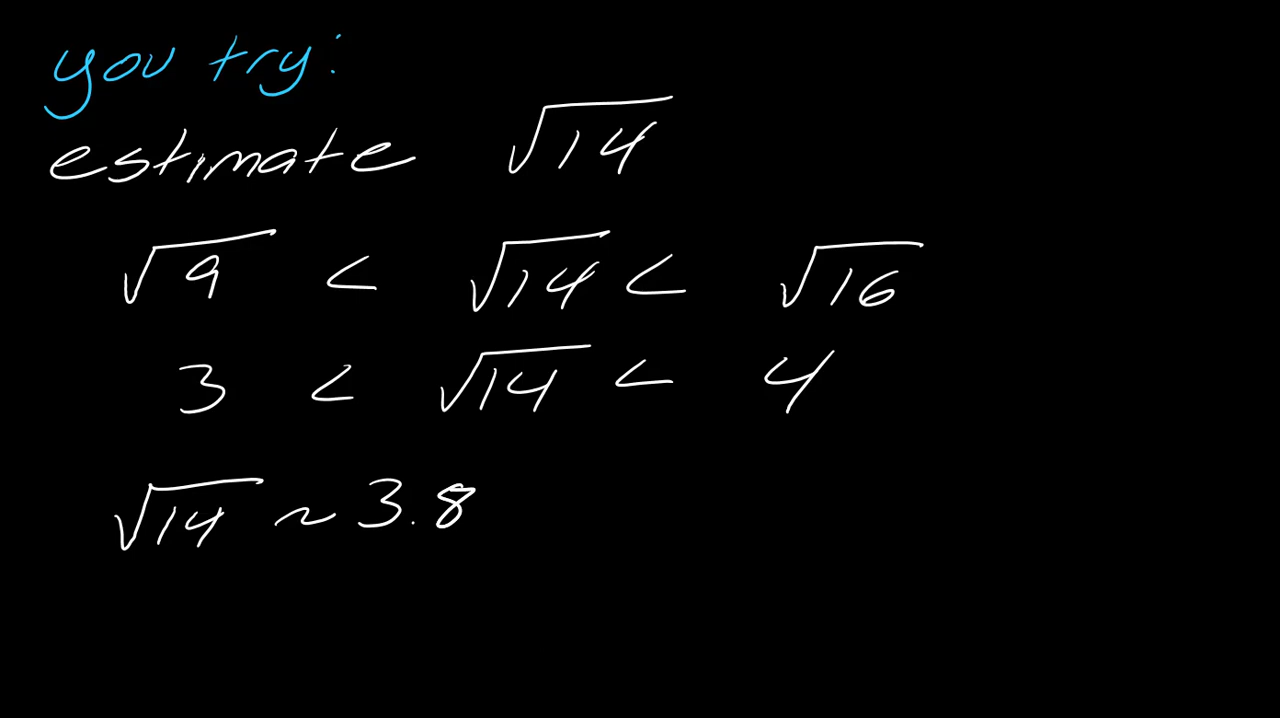 you try:
estimate √14
√9 < √14 < √16
3 < √14 < 4
√14 ~ 3.8